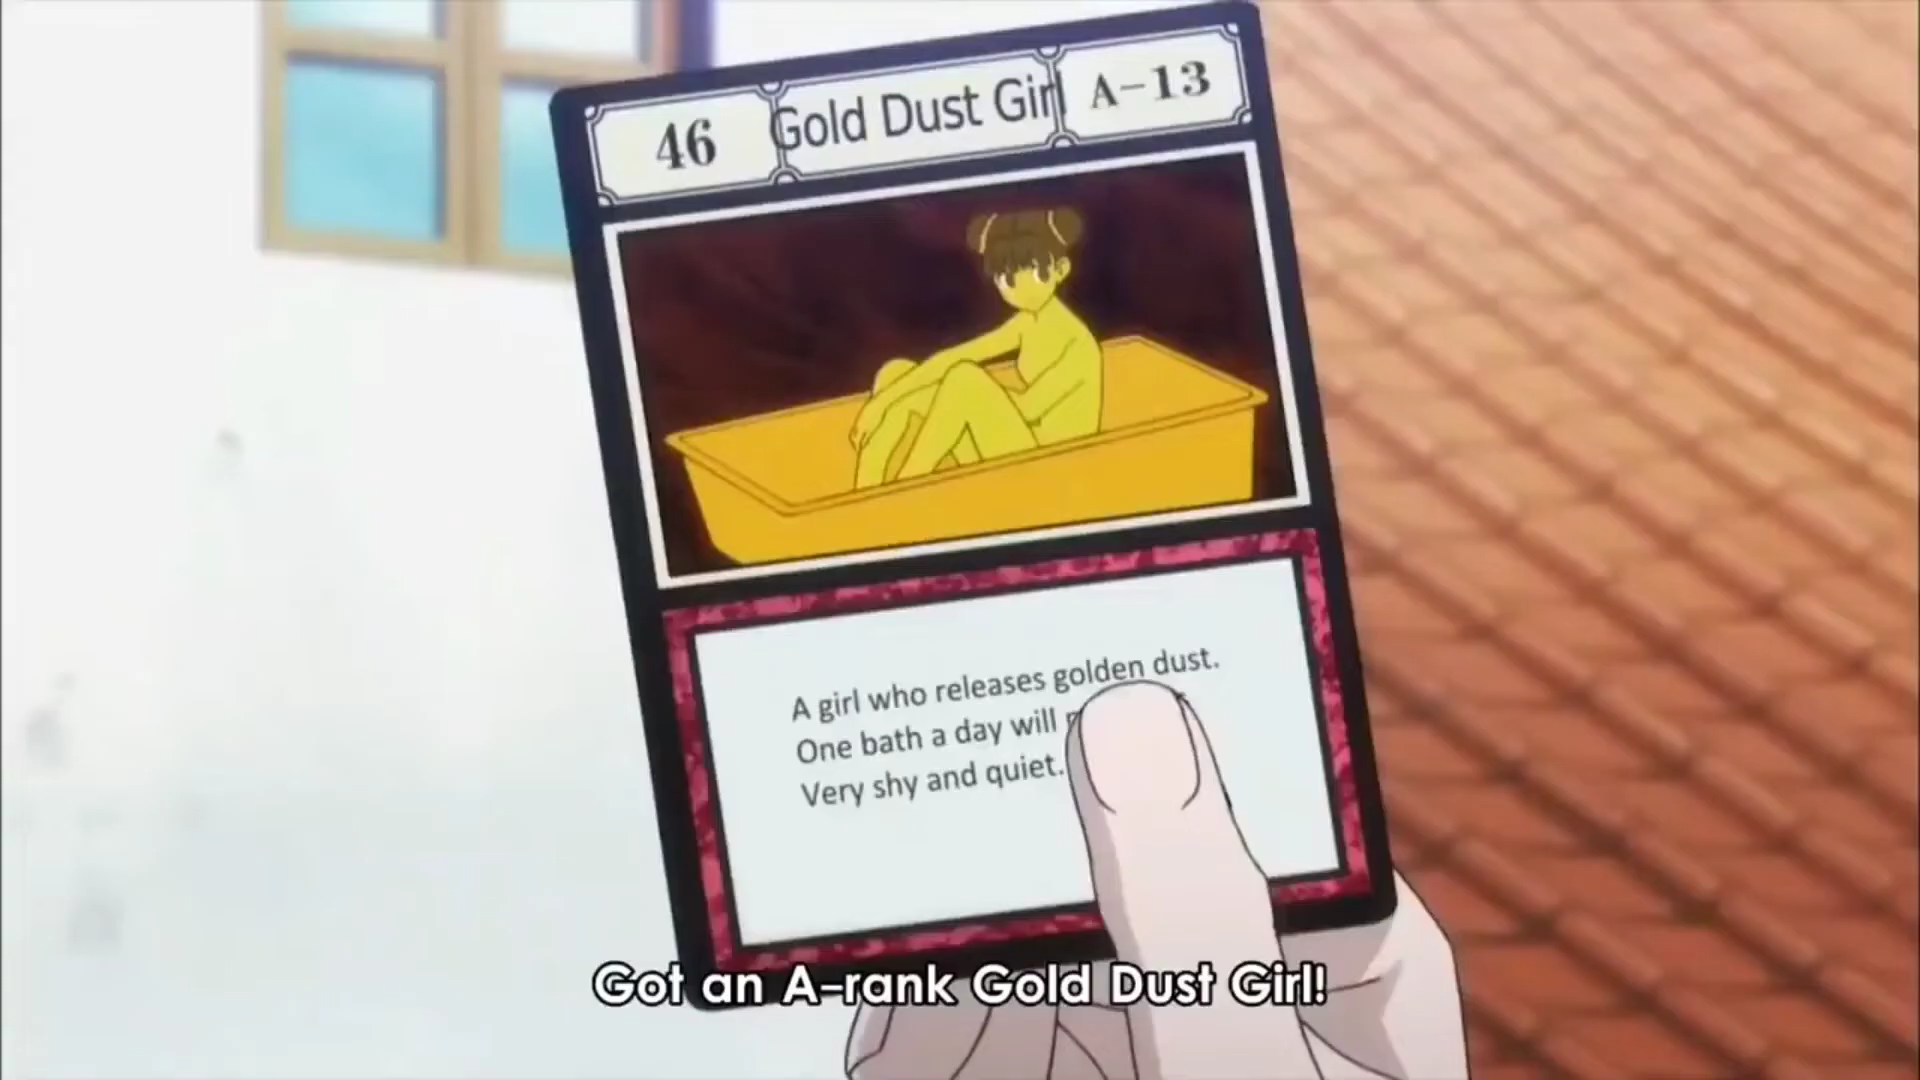 46 Gold Dust Girl A-13
A girl who releases golden dust.
One bath a day will
Very shy and quiet.
Got an A-rank Gold Dust Girl!